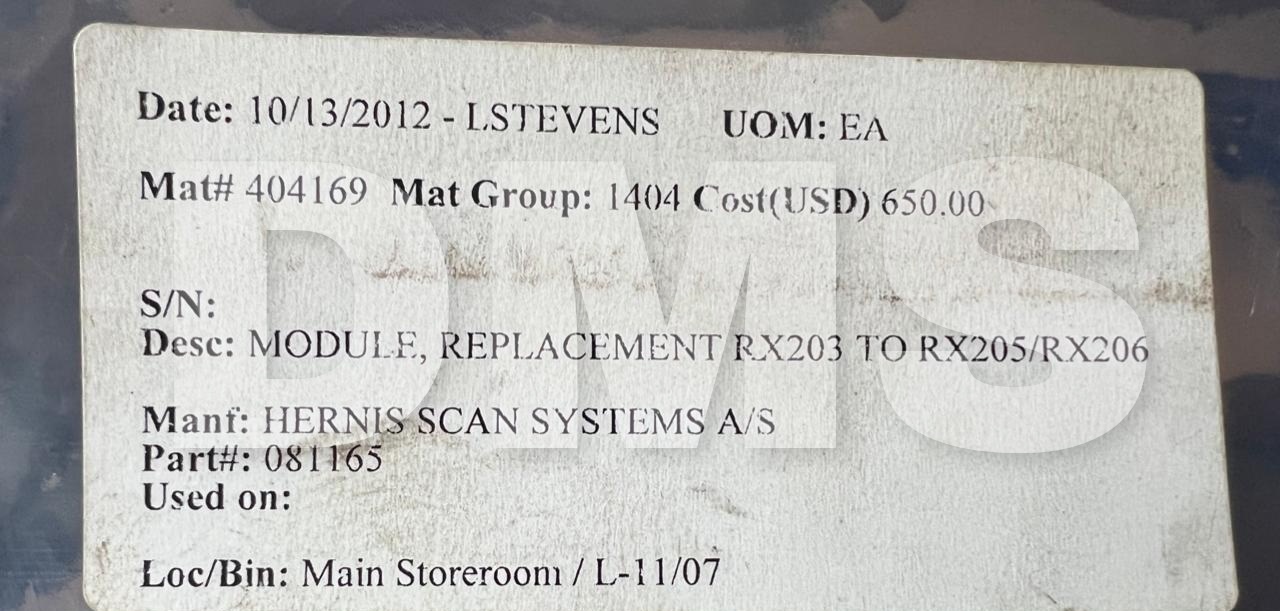 Date: 10/13/2012 - LSTEVENS UOM: EA
Mat# 404169 Mat Group: 1404 Cost(USD) 650.00
S/N:
Desc: MODULE, REPLACEMENT RX203 TO RX205/RX206
Manf: HERNIS SCAN SYSTEMS A/S
Part#: 081165
Used on:
Loc/Bin: Main Storeroom / L-11/07
DMS